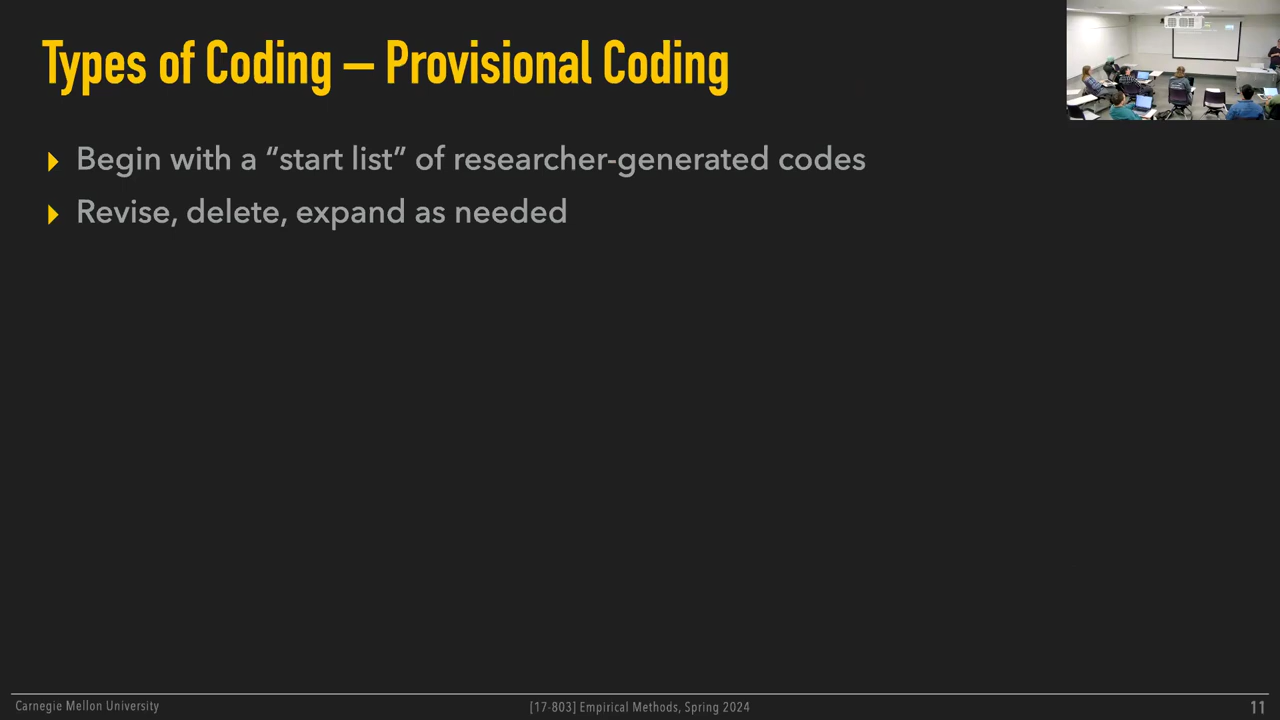 Types of Coding – Provisional Coding
Begin with a “start list” of researcher-generated codes
Revise, delete, expand as needed
Carnegie Mellon University
[17-803] Empirical Methods, Spring 2024
11